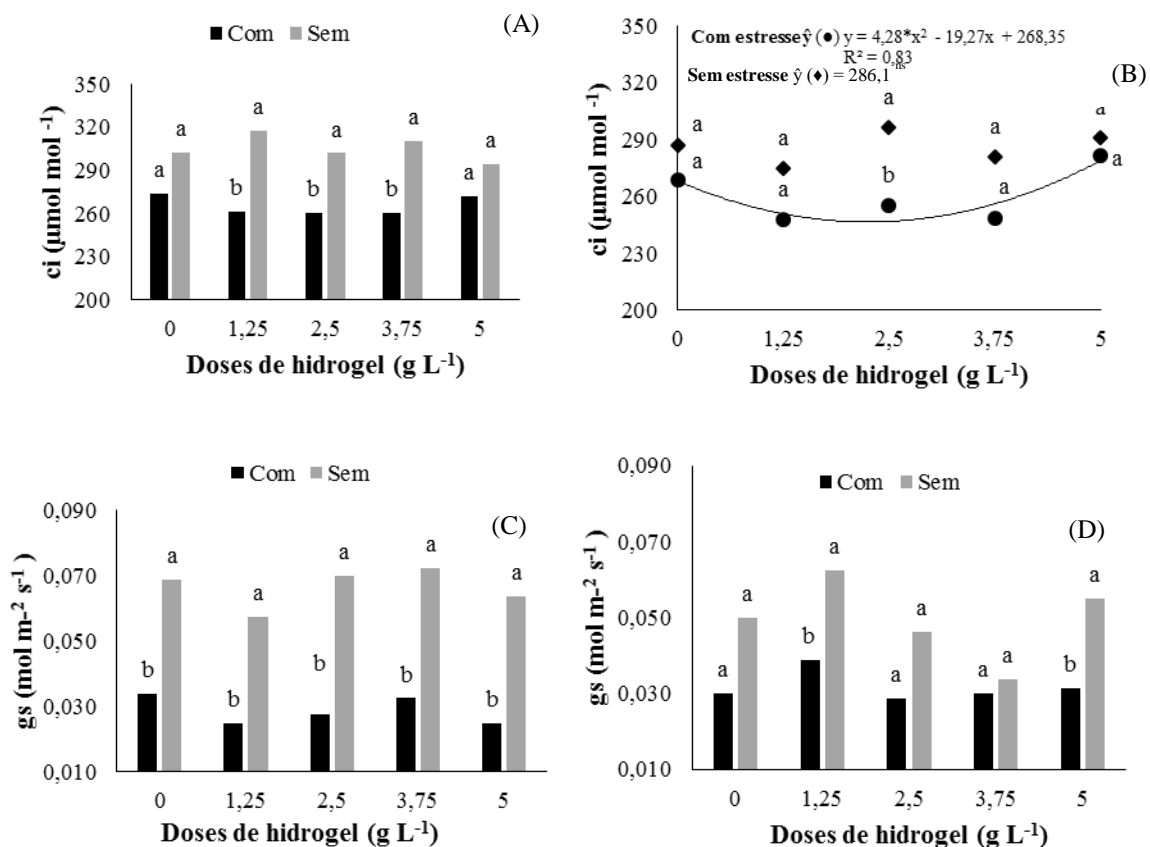 ■ Com ■ Sem
(A)
350
320
290
260
230
200
ci (µmol mol -1)
a a b a b a b a a a
0 1,25 2,5 3,75 5
Doses de hidrogel (g L-1)
350
330
290
260
230
200
ci (µmol mol -1)
Com estresse ŷ (●) y = 4,28*x2 - 19,27x + 268,35
R² = 0,83
Sem estresse ŷ (♦) = 286,1 ns
(B)
a a a a a
a a b a a
0 1,25 2,5 3,75 5
Doses de hidrogel (g L-1)
■ Com ■ Sem
(C)
0,090
0,070
0,050
0,030
0,010
gs (mol m-2 s-1 )
b a b a b a b a b a
0 1,25 2,5 3,75 5
Doses de hidrogel (g L-1)
■ Com ■ Sem
(D)
0,090
0,070
0,050
0,030
0,010
gs (mol m-2 s-1 )
a a b a a a a a b a
0 1,25 2,5 3,75 5
Doses de hidrogel (g L-1)